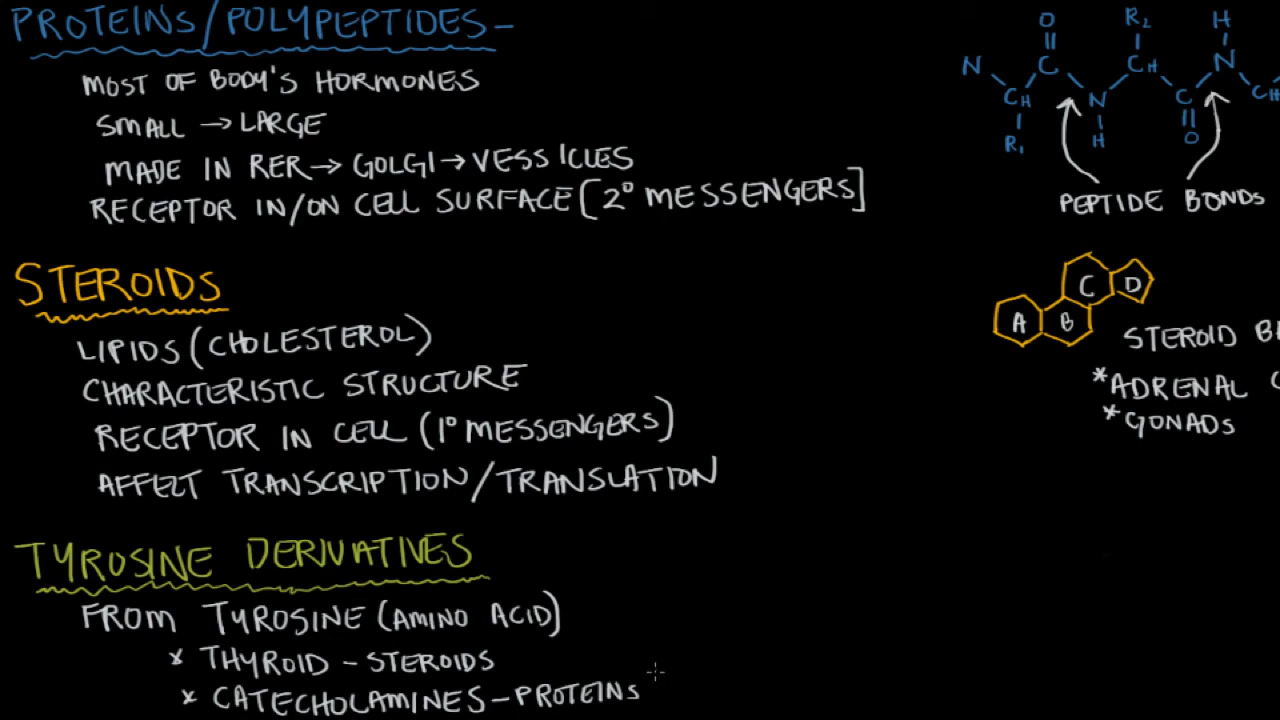 PROTEINS/POLYPEPTIDES-
MOST OF BODY'S HORMONES
SMALL → LARGE
MADE IN RER → GOLGI → VESSICLES
RECEPTOR IN/ON CELL SURFACE [2° MESSENGERS]
O R2 H
N C CH N
CH N C CH
R1 H O
PEPTIDE BONDS
STEROIDS
LIPIDS (CHOLESTEROL)
CHARACTERISTIC STRUCTURE
RECEPTOR IN CELL (1° MESSENGERS)
AFFECT TRANSCRIPTION/TRANSLATION
A B C D
STEROID
*ADRENAL
*GONADS
TYROSINE DERIVATIVES
FROM TYROSINE (AMINO ACID)
* THYROID - STEROIDS
* CATECHOLAMINES - PROTEINS